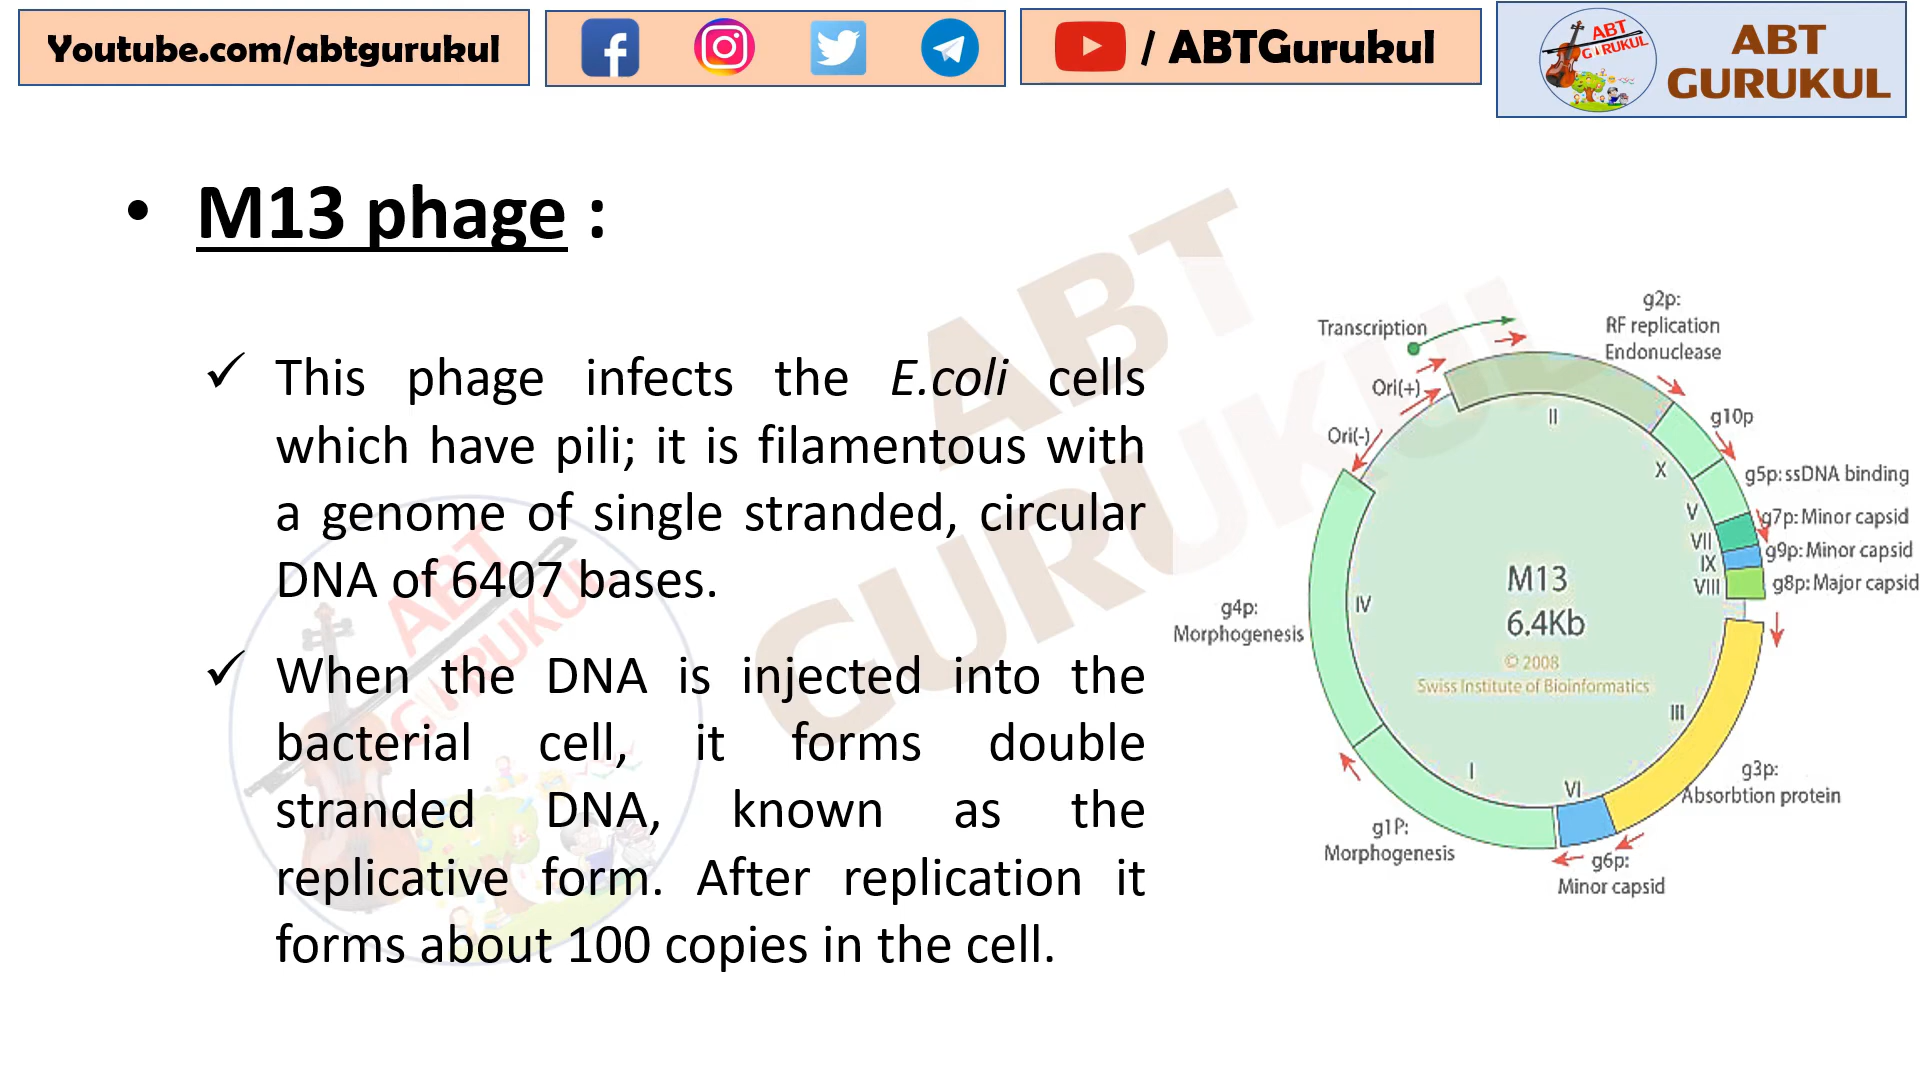 Youtube.com/abtgurukul
/ ABTGurukul
ABT
GURUKUL
ABT
GURUKUL
• M13 phage :
✓ This phage infects the E.coli cells
which have pili; it is filamentous with
a genome of single stranded, circular
DNA of 6407 bases.
✓ When the DNA is injected into the
bacterial cell, it forms double
stranded DNA, known as the
replicative form. After replication it
forms about 100 copies in the cell.
g2p:
RF replication
Endonuclease
Transcription
Ori(+)
Ori(-)
II
g10p
X
g5p: ssDNA binding
V
g7p: Minor capsid
VII
g9p: Minor capsid
IX
g8p: Major capsid
VIII
M13
6.4Kb
© 2008
Swiss Institute of Bioinformatics
IV
g4p:
Morphogenesis
III
g3p:
Absorbtion protein
I
VI
g1P:
Morphogenesis
g6p:
Minor capsid
ABT
GURUKUL
ABT